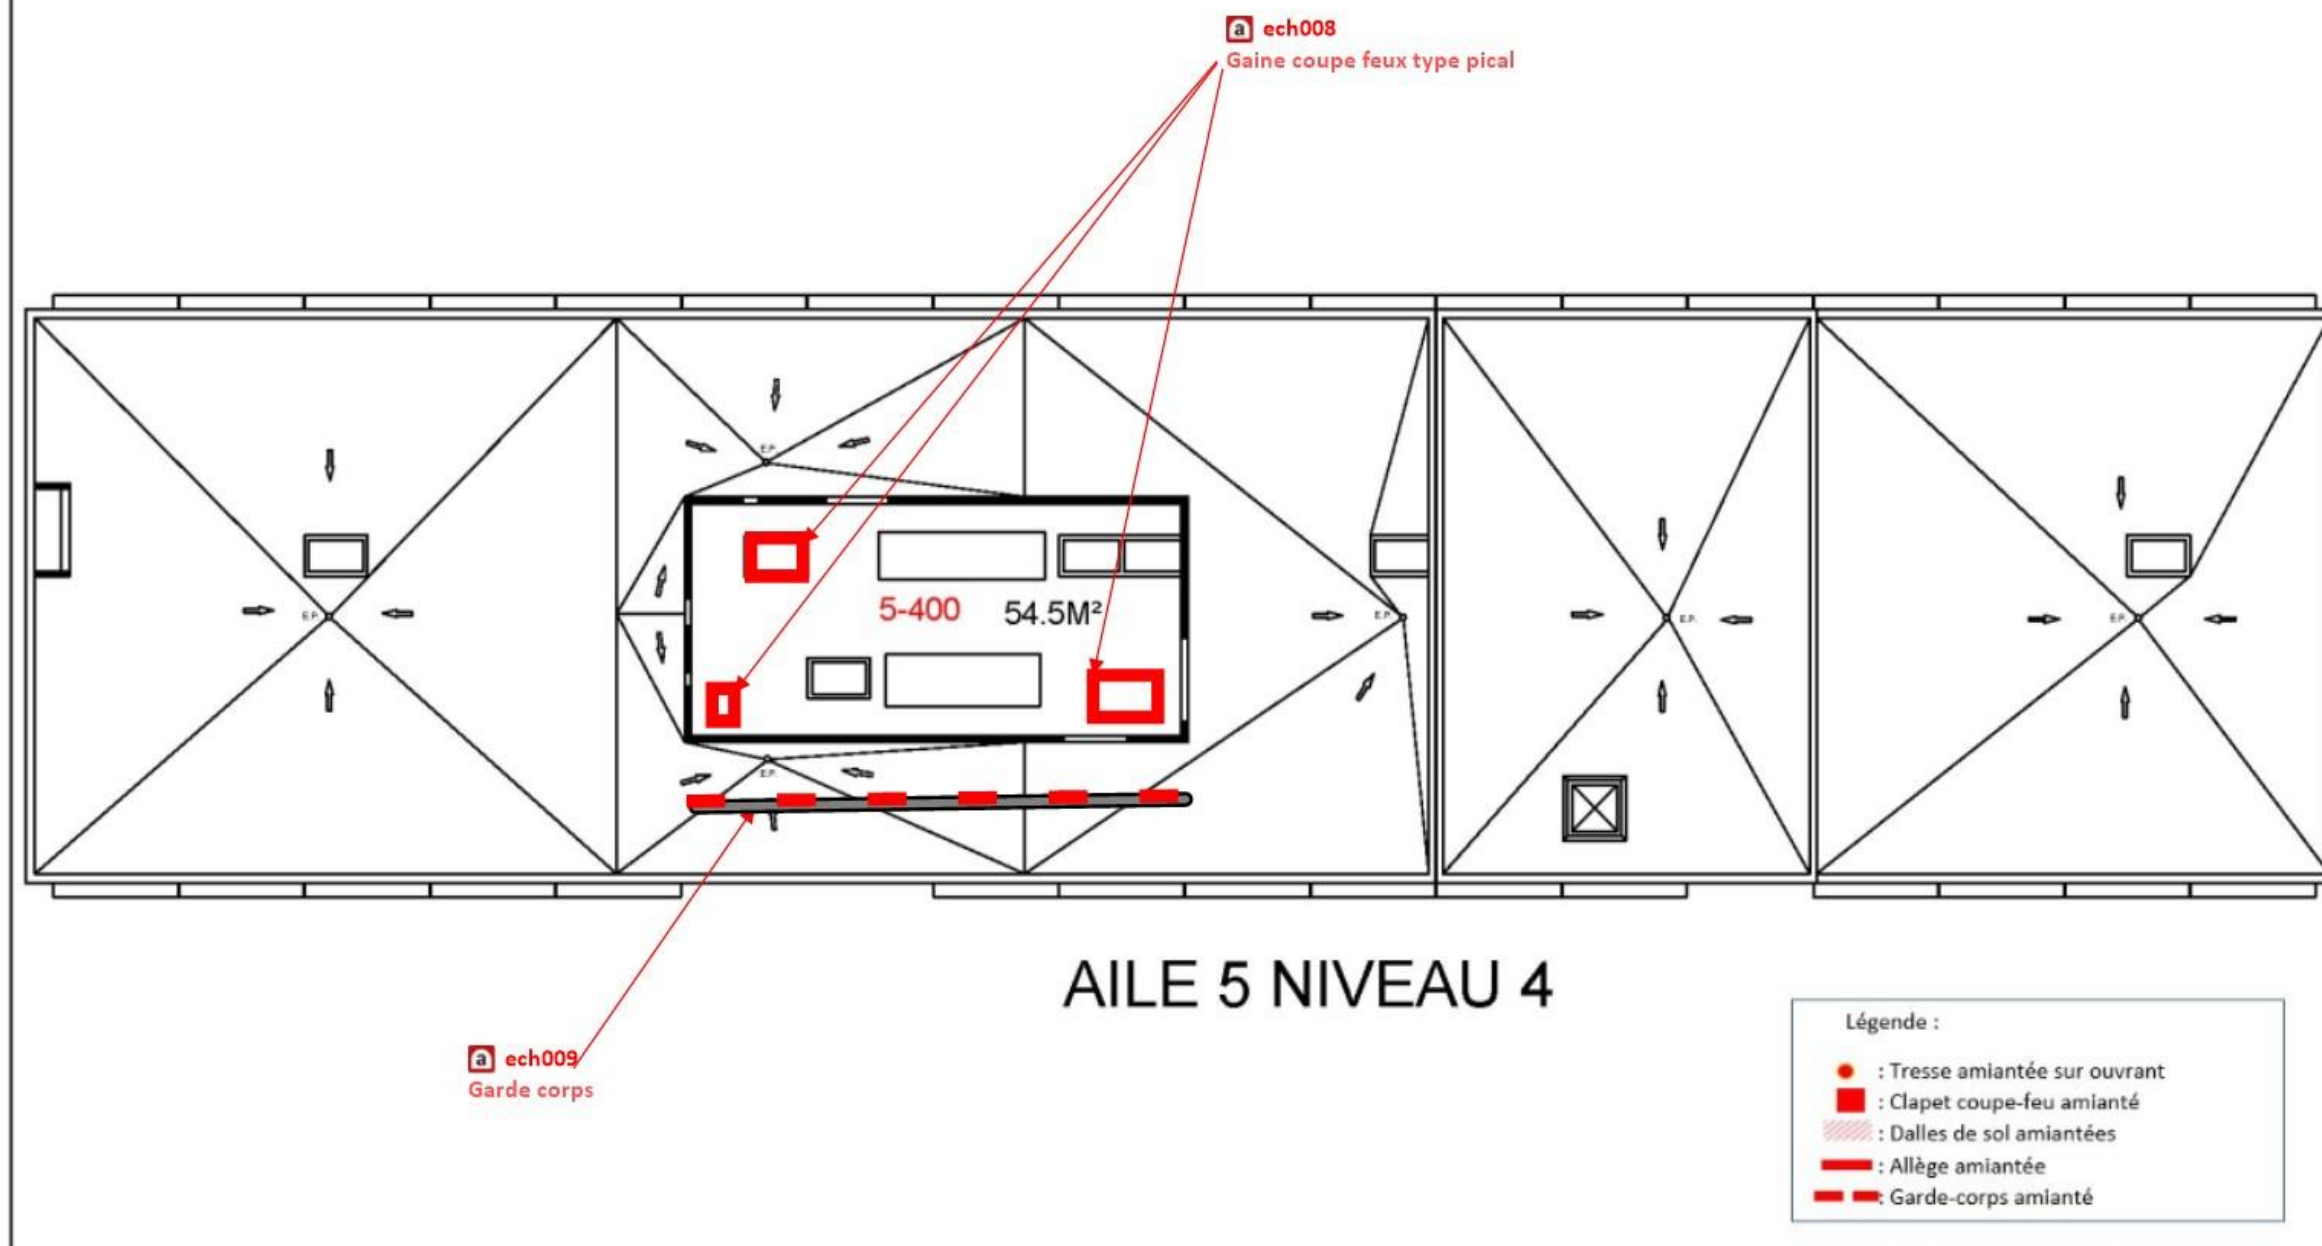 a ech008
Gaine coupe feux type pical
E.P.
E.P.
5-400 54.5M²
E.P.
E.P.
E.P.
E.P.
AILE 5 NIVEAU 4
a ech009
Garde corps
Légende :
: Tresse amiantée sur ouvrant
: Clapet coupe-feu amianté
: Dalles de sol amiantées
: Allège amiantée
: Garde-corps amianté